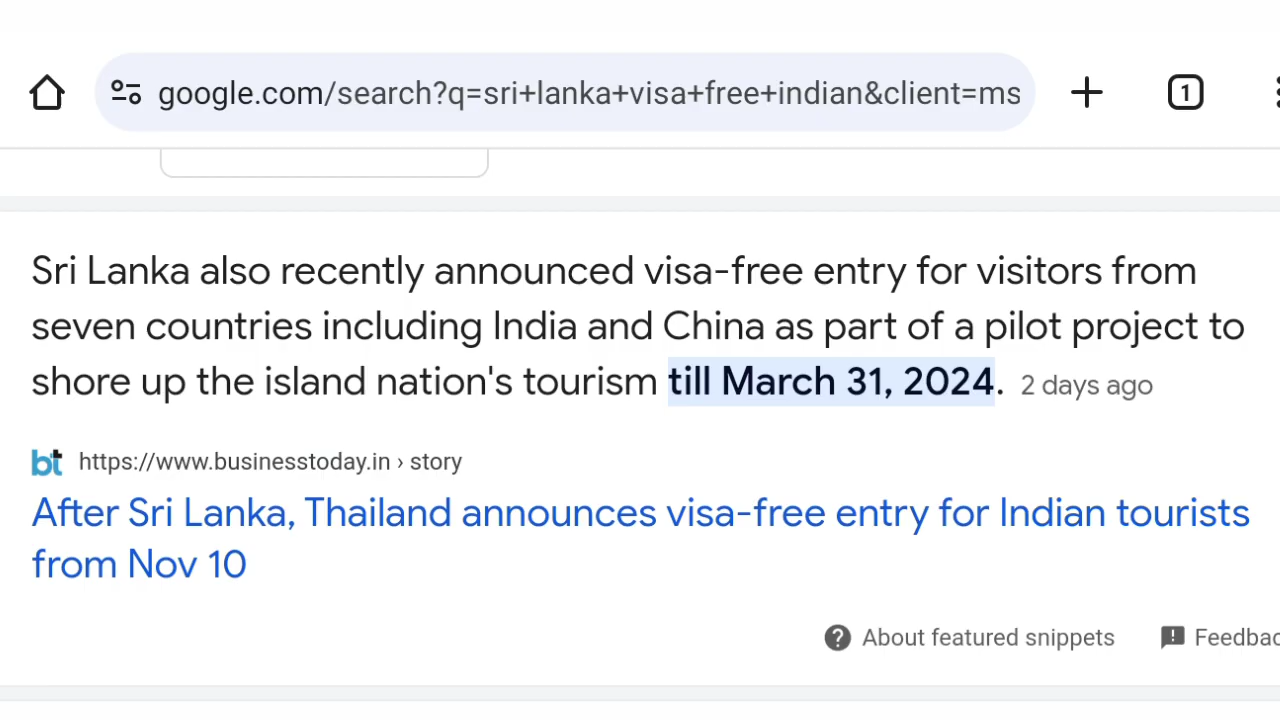 google.com/search?q=sri+lanka+visa+free+indian&client=ms
1
Sri Lanka also recently announced visa-free entry for visitors from
seven countries including India and China as part of a pilot project to
shore up the island nation's tourism till March 31, 2024. 2 days ago
bt https://www.businesstoday.in › story
After Sri Lanka, Thailand announces visa-free entry for Indian tourists
from Nov 10
About featured snippets Feedbac